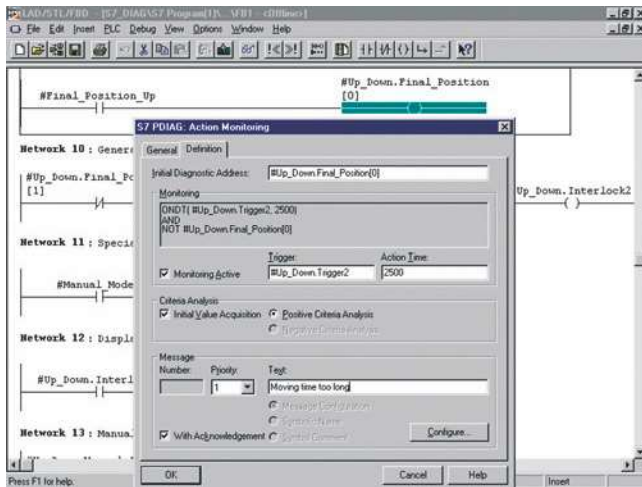 LAD/STL/FBD - [S7_DIAG\S7 Program(1)\...\FB1 - <Offline>]
File Edit Insert PLC Debug View Options Window Help
#Up_Down.Final_Position
#Final_Position_Up [0]
S7 PDIAG: Action Monitoring
General Definition
Network 10 : Genera
Initial Diagnostic Address: #Up_Down.Final_Position[0]
#Up_Down.Final_Po
[1]
Up_Down.Interlock2
Monitoring
ONDT( #Up_Down.Trigger2, 2500)
AND
NOT #Up_Down.Final_Position[0]
Network 11 : Specia
Trigger: Action Time:
Monitoring Active #Up_Down.Trigger2 2500
#Manual_Mode
Criteria Analysis
Initial Value Acquisition Positive Criteria Analysis
Negative Criteria Analysis
Network 12 : Displa
Message
Number: Priority: Text:
1 Moving time too long
#Up_Down.Interl
Message Configuration
Symbolic Name
Network 13 : Manua
With Acknowledgement Symbol Comment Configure...
OK Cancel Help
Press F1 for help. Insert